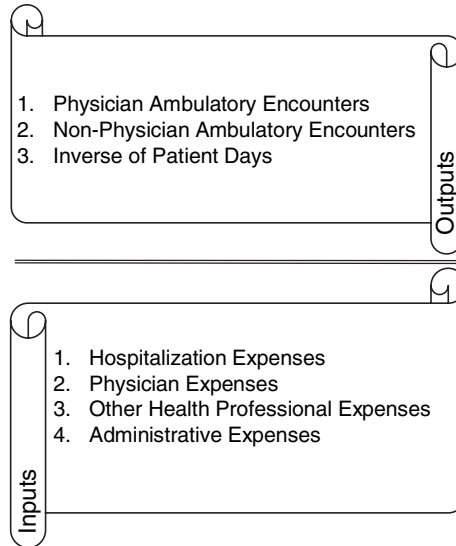 1. Physician Ambulatory Encounters
2. Non-Physician Ambulatory Encounters
3. Inverse of Patient Days
Outputs
1. Hospitalization Expenses
2. Physician Expenses
3. Other Health Professional Expenses
4. Administrative Expenses
Inputs